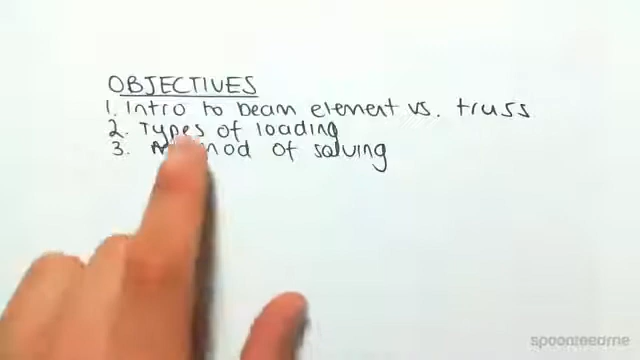 OBJECTIVES
1. Intro to beam element vs. truss
2. Types of loading
3. of solving
spoonfeedme